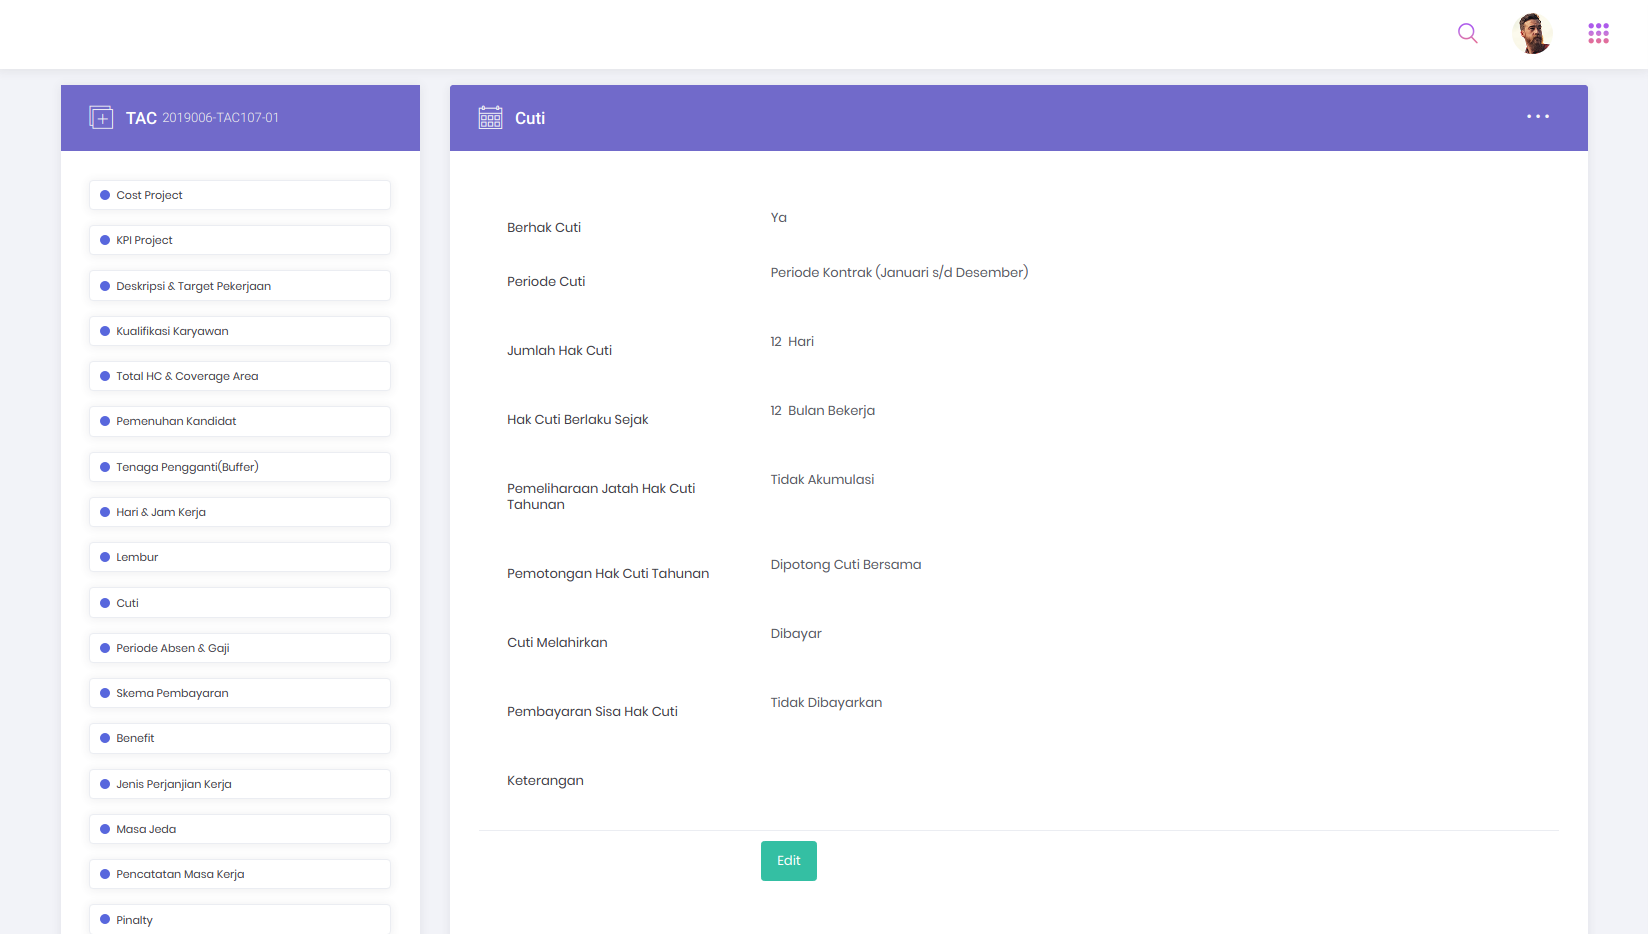 TAC 2019006-TAC107-01
Cost Project
KPI Project
Deskripsi & Target Pekerjaan
Kualifikasi Karyawan
Total HC & Coverage Area
Pemenuhan Kandidat
Tenaga Pengganti(Buffer)
Hari & Jam Kerja
Lembur
Cuti
Periode Absen & Gaji
Skema Pembayaran
Benefit
Jenis Perjanjian Kerja
Masa Jeda
Pencatatan Masa Kerja
Pinalty
Cuti
Berhak Cuti
Ya
Periode Cuti
Periode Kontrak (Januari s/d Desember)
Jumlah Hak Cuti
12 Hari
Hak Cuti Berlaku Sejak
12 Bulan Bekerja
Pemeliharaan Jatah Hak Cuti
Tahunan
Tidak Akumulasi
Pemotongan Hak Cuti Tahunan
Dipotong Cuti Bersama
Cuti Melahirkan
Dibayar
Pembayaran Sisa Hak Cuti
Tidak Dibayarkan
Keterangan
Edit